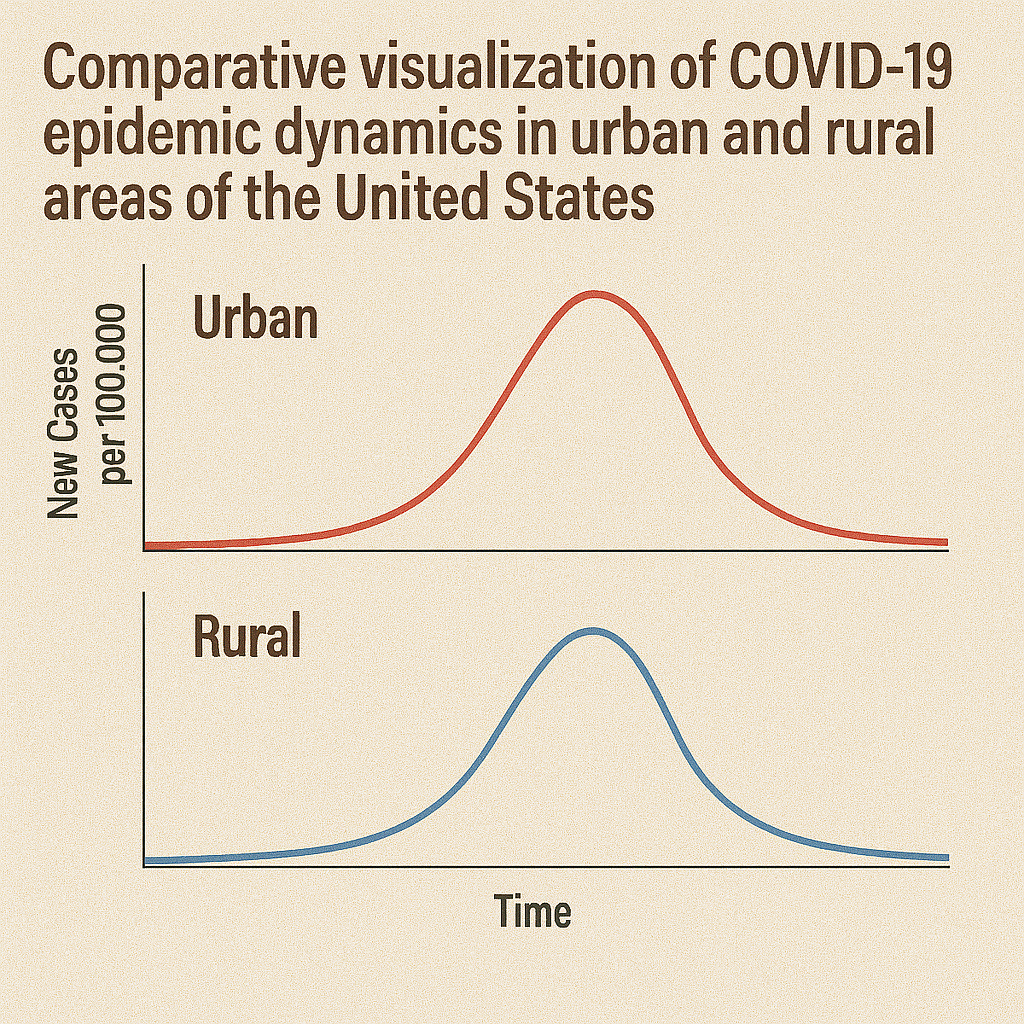 Comparative visualization of COVID-19
epidemic dynamics in urban and rural
areas of the United States
Urban
New Cases
per 100.000
Rural
Time